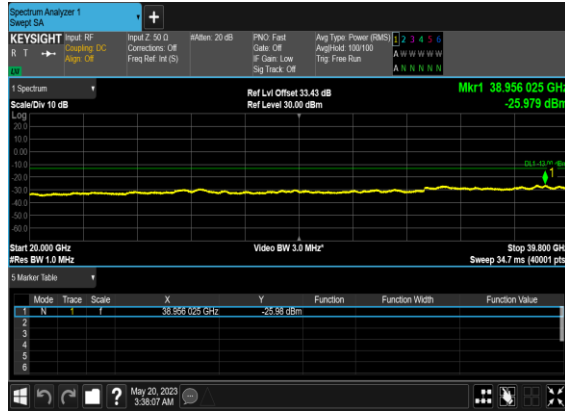 Spectrum Analyzer 1
Swept SA
+
KEYSIGHT
R T
LM
Input: RF
Coupling: DC
Align: Off
Input Z: 50 Ω
Corrections: Off
Freq Ref: Int (S)
#Atten: 20 dB
PNO: Fast
Gate: Off
IF Gain: Low
Sig Track: Off
Avg Type: Power (RMS)
Avg|Hold: 100/100
Trig: Free Run
1 2 3 4 5 6
A W W W W W
A N N N N N
1 Spectrum
Scale/Div 10 dB
Ref Lvl Offset 33.43 dB
Ref Level 30.00 dBm
Mkr1 38.956 025 GHz
-25.979 dBm
Log
20.0
10.0
0.00
-10.0
-20.0
-30.0
-40.0
-50.0
-60.0
DL1 -13.00 dBm
1
Start 20.000 GHz
#Res BW 1.0 MHz
Video BW 3.0 MHz*
Stop 39.800 GHz
Sweep 34.7 ms (40001 pts)
5 Marker Table
Mode Trace Scale X Y Function Function Width Function Value
1 N 1 f 38.956 025 GHz -25.98 dBm
2
3
4
5
6
?
May 20, 2023
3:38:07 AM